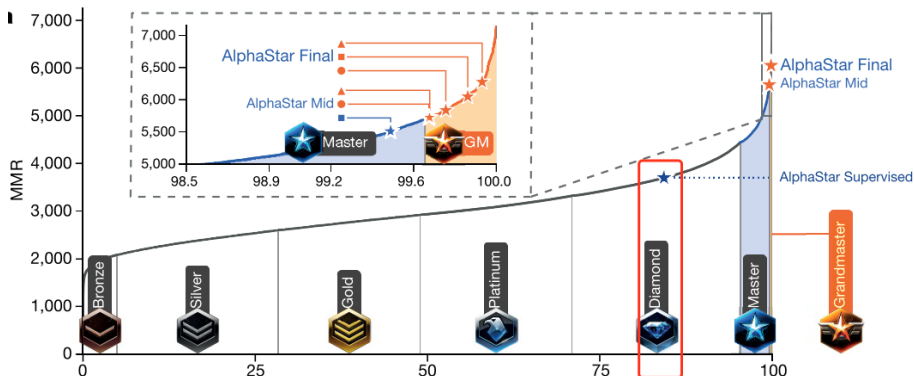 7,000
6,000
5,000
4,000
3,000
2,000
1,000
0
MMR
7,000
6,500
6,000
5,500
5,000
AlphaStar Final
AlphaStar Mid
Master
GM
98.5
98.9
99.2
99.6
100.0
AlphaStar Final
AlphaStar Mid
AlphaStar Supervised
Bronze
Silver
Gold
Platinum
Diamond
Master
Grandmaster
0
25
50
75
100